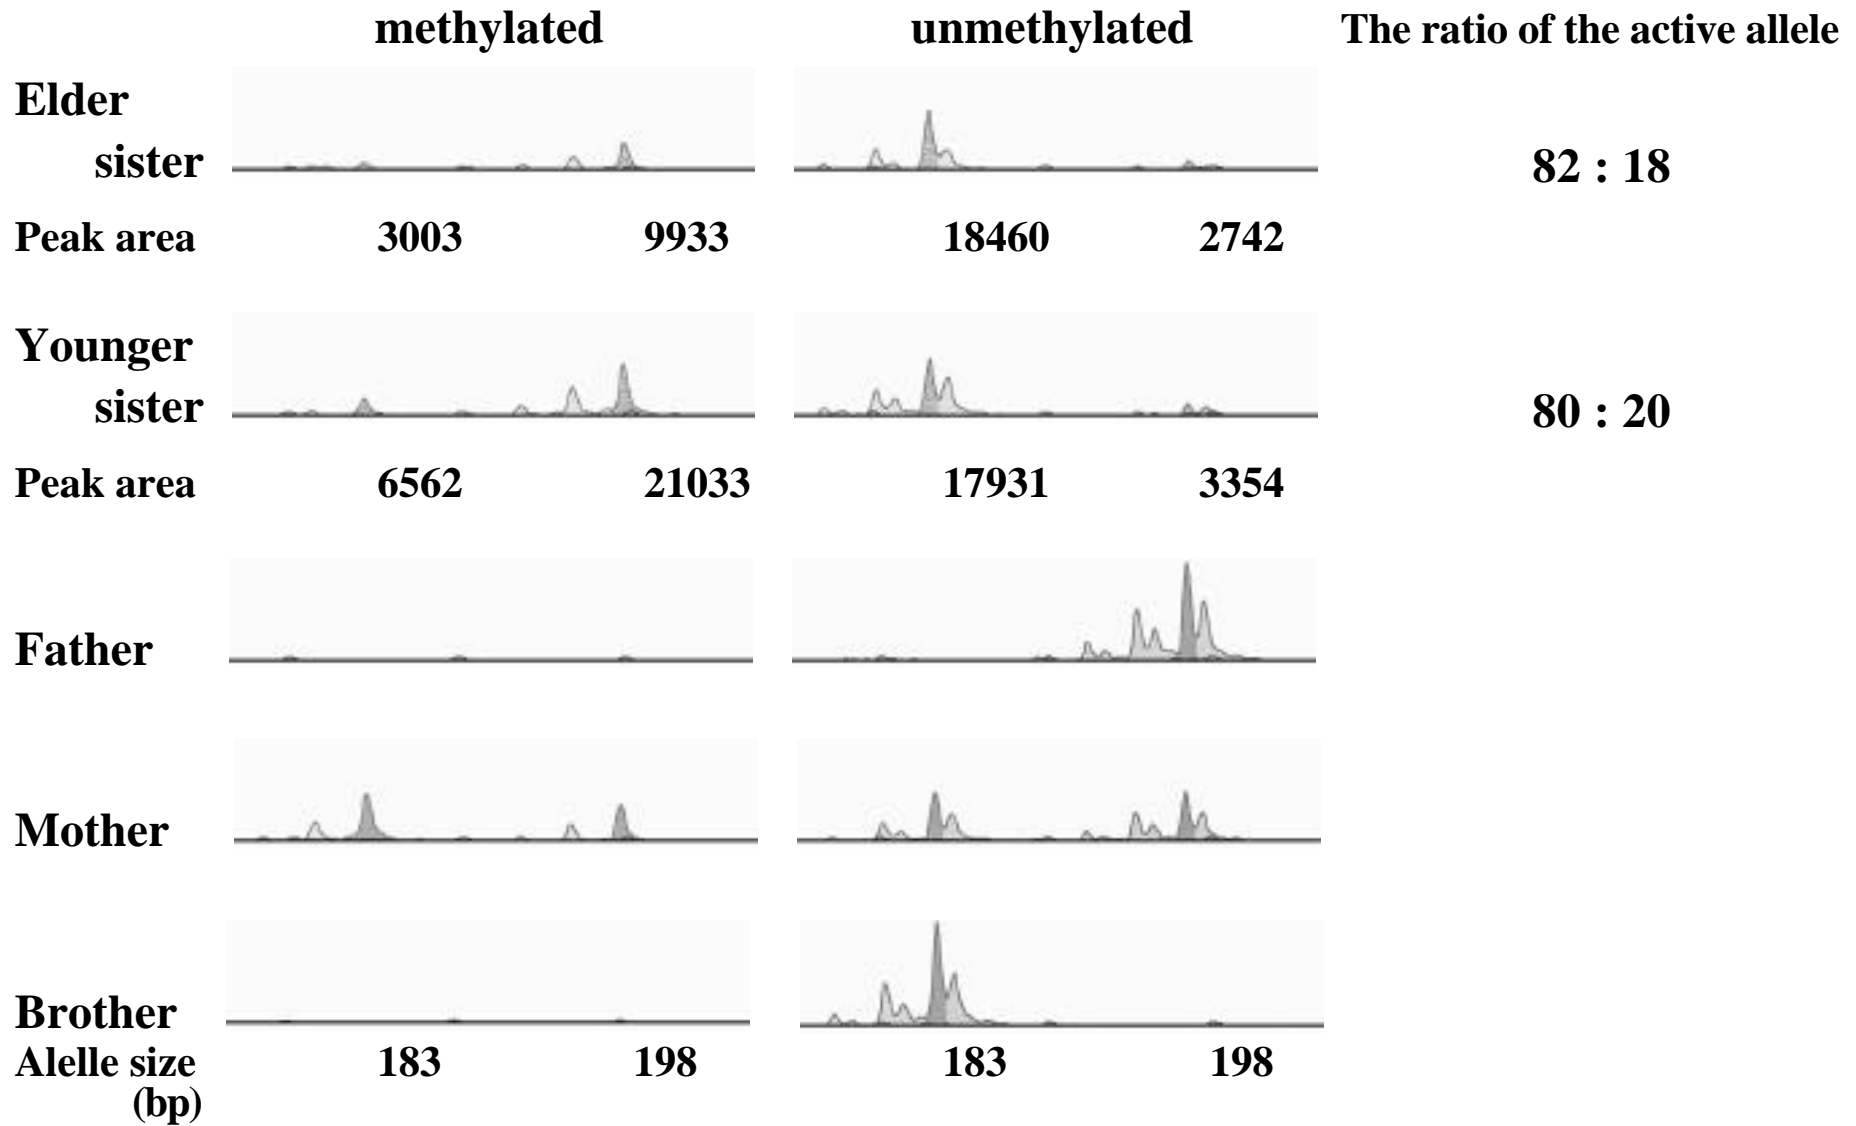 methylated unmethylated The ratio of the active allele
Elder
sister 82 : 18
Peak area 3003 9933 18460 2742
Younger
sister 80 : 20
Peak area 6562 21033 17931 3354
Father
Mother
Brother
Alelle size 183 198 183 198
(bp)